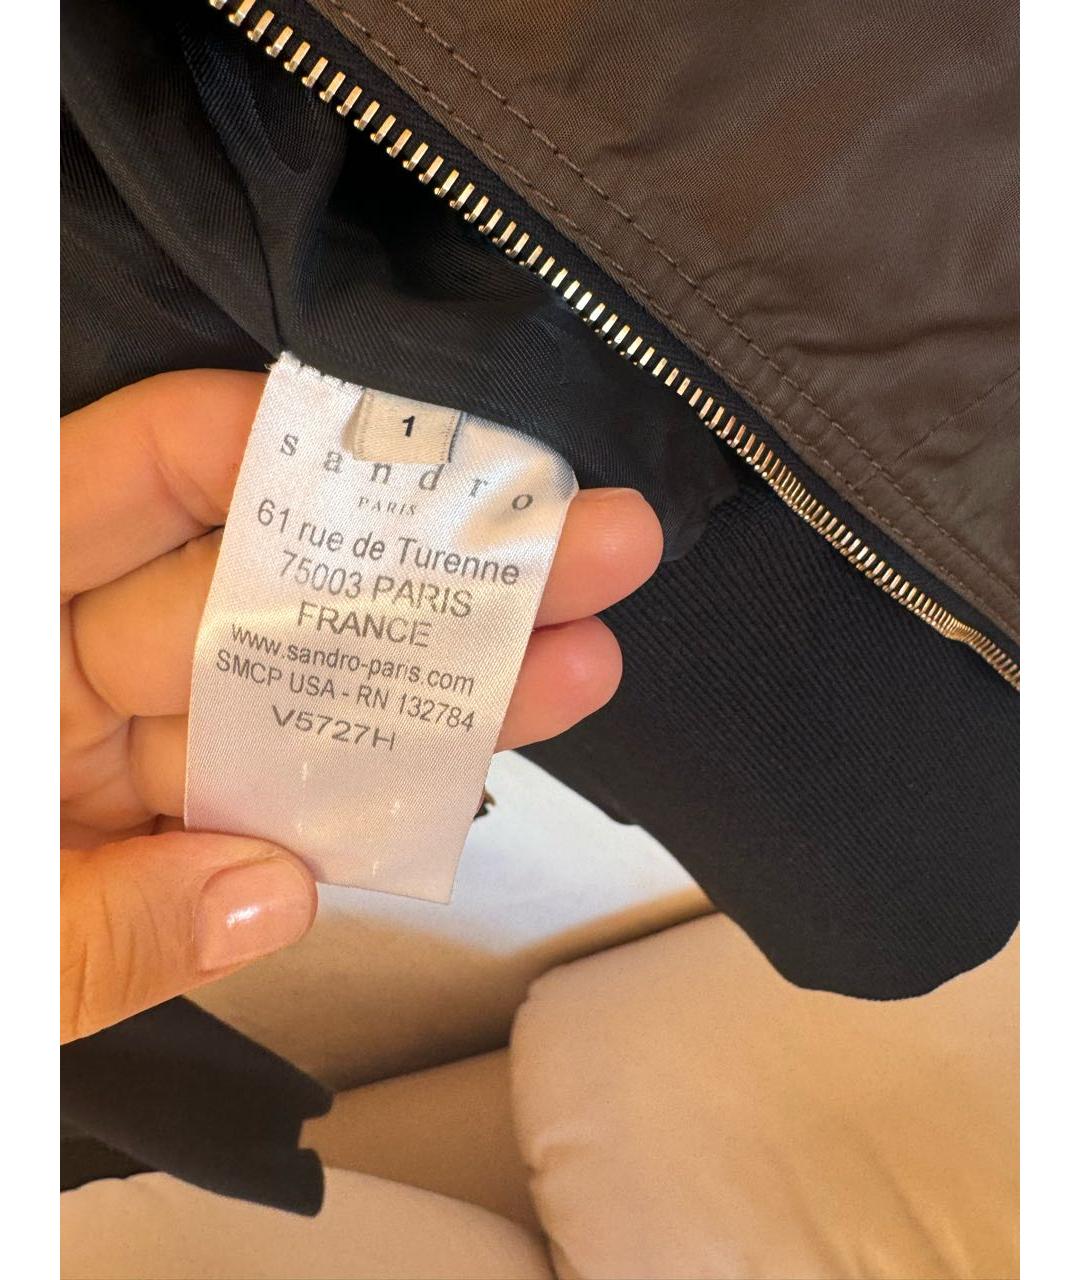 1
sandro
PARIS
61 rue de Turenne
75003 PARIS
FRANCE
www.sandro-paris.com
SMCP USA - RN 132784
V5727H